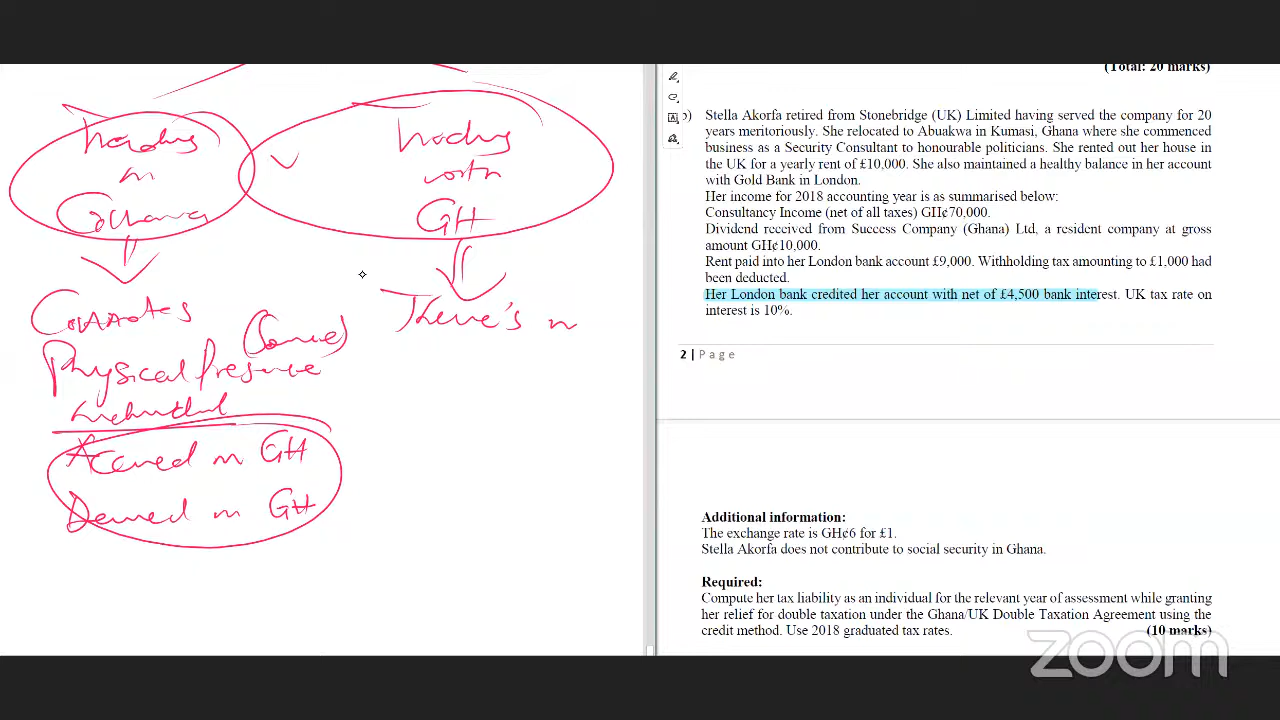 Trading
in
Ghana
Trading
with
GH
Connotes
(Source)
Physical Presence
Accrued in GH
Derived in GH
There's n
(Total: 20 marks)
Stella Akorfa retired from Stonebridge (UK) Limited having served the company for 20
years meritoriously. She relocated to Abuakwa in Kumasi, Ghana where she commenced
business as a Security Consultant to honourable politicians. She rented out her house in
the UK for a yearly rent of £10,000. She also maintained a healthy balance in her account
with Gold Bank in London.
Her income for 2018 accounting year is as summarised below:
Consultancy Income (net of all taxes) GH¢70,000.
Dividend received from Success Company (Ghana) Ltd, a resident company at gross
amount GH¢10,000.
Rent paid into her London bank account £9,000. Withholding tax amounting to £1,000 had
been deducted.
Her London bank credited her account with net of £4,500 bank interest. UK tax rate on
interest is 10%.
2 | Page
Additional information:
The exchange rate is GH¢6 for £1.
Stella Akorfa does not contribute to social security in Ghana.
Required:
Compute her tax liability as an individual for the relevant year of assessment while granting
her relief for double taxation under the Ghana/UK Double Taxation Agreement using the
credit method. Use 2018 graduated tax rates.
(10 marks)
zoom